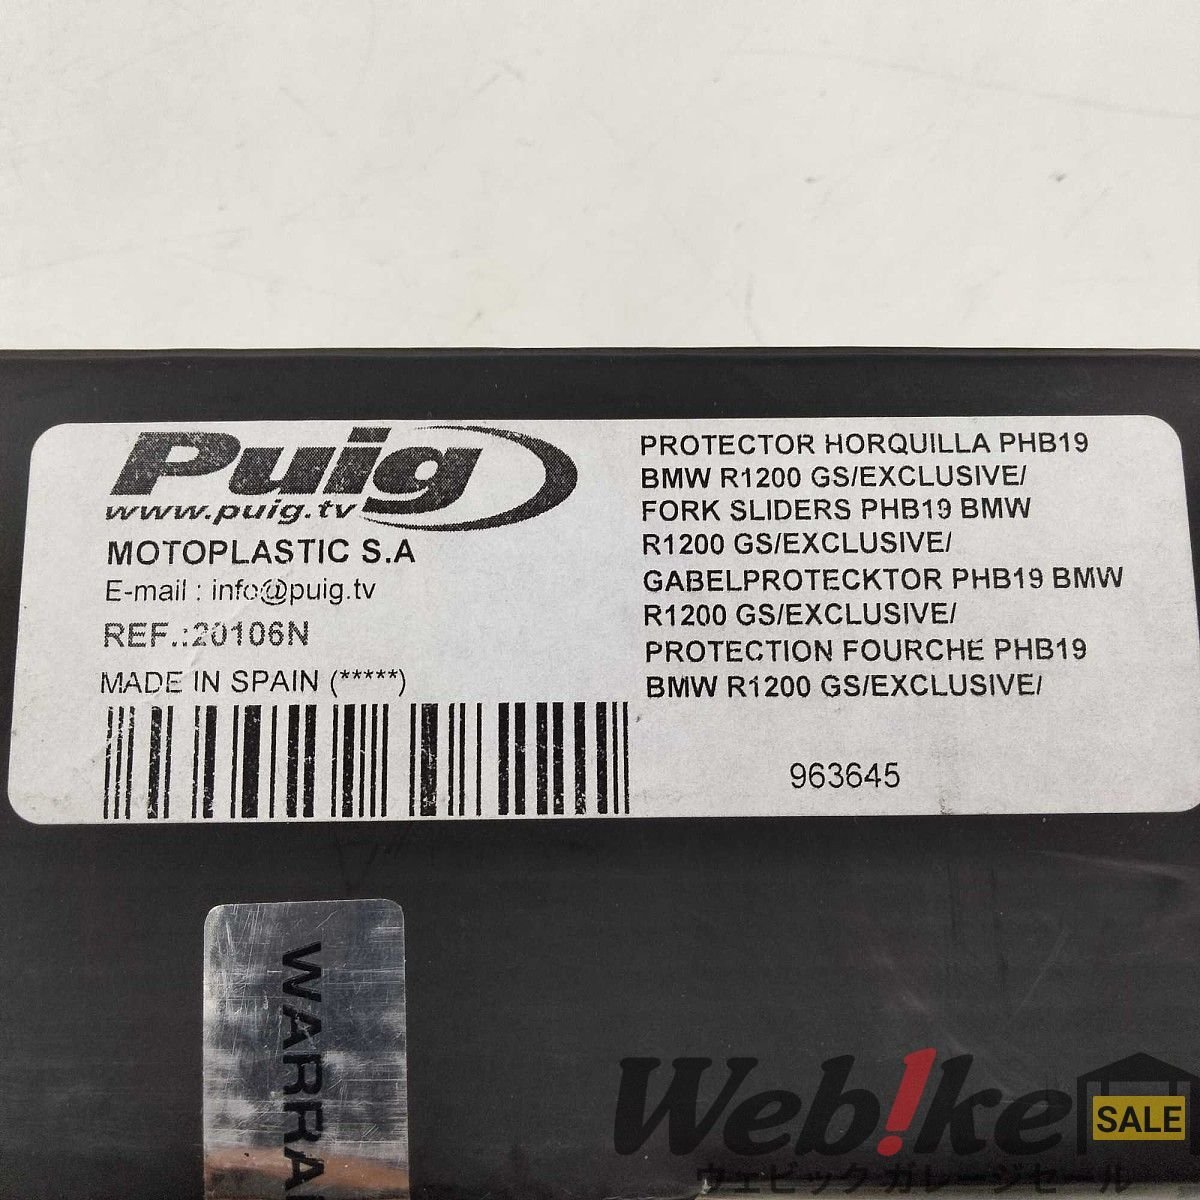 Puig
www.puig.tv
MOTOPLASTIC S.A
E-mail : info@puig.tv
REF.:20106N
MADE IN SPAIN (*****)
PROTECTOR HORQUILLA PHB19
BMW R1200 GS/EXCLUSIVE/
FORK SLIDERS PHB19 BMW
R1200 GS/EXCLUSIVE/
GABELPROTECKTOR PHB19 BMW
R1200 GS/EXCLUSIVE/
PROTECTION FOURCHE PHB19
BMW R1200 GS/EXCLUSIVE/
963645
WARRA
Web!ke
SALE
ウェビック ガレージセール